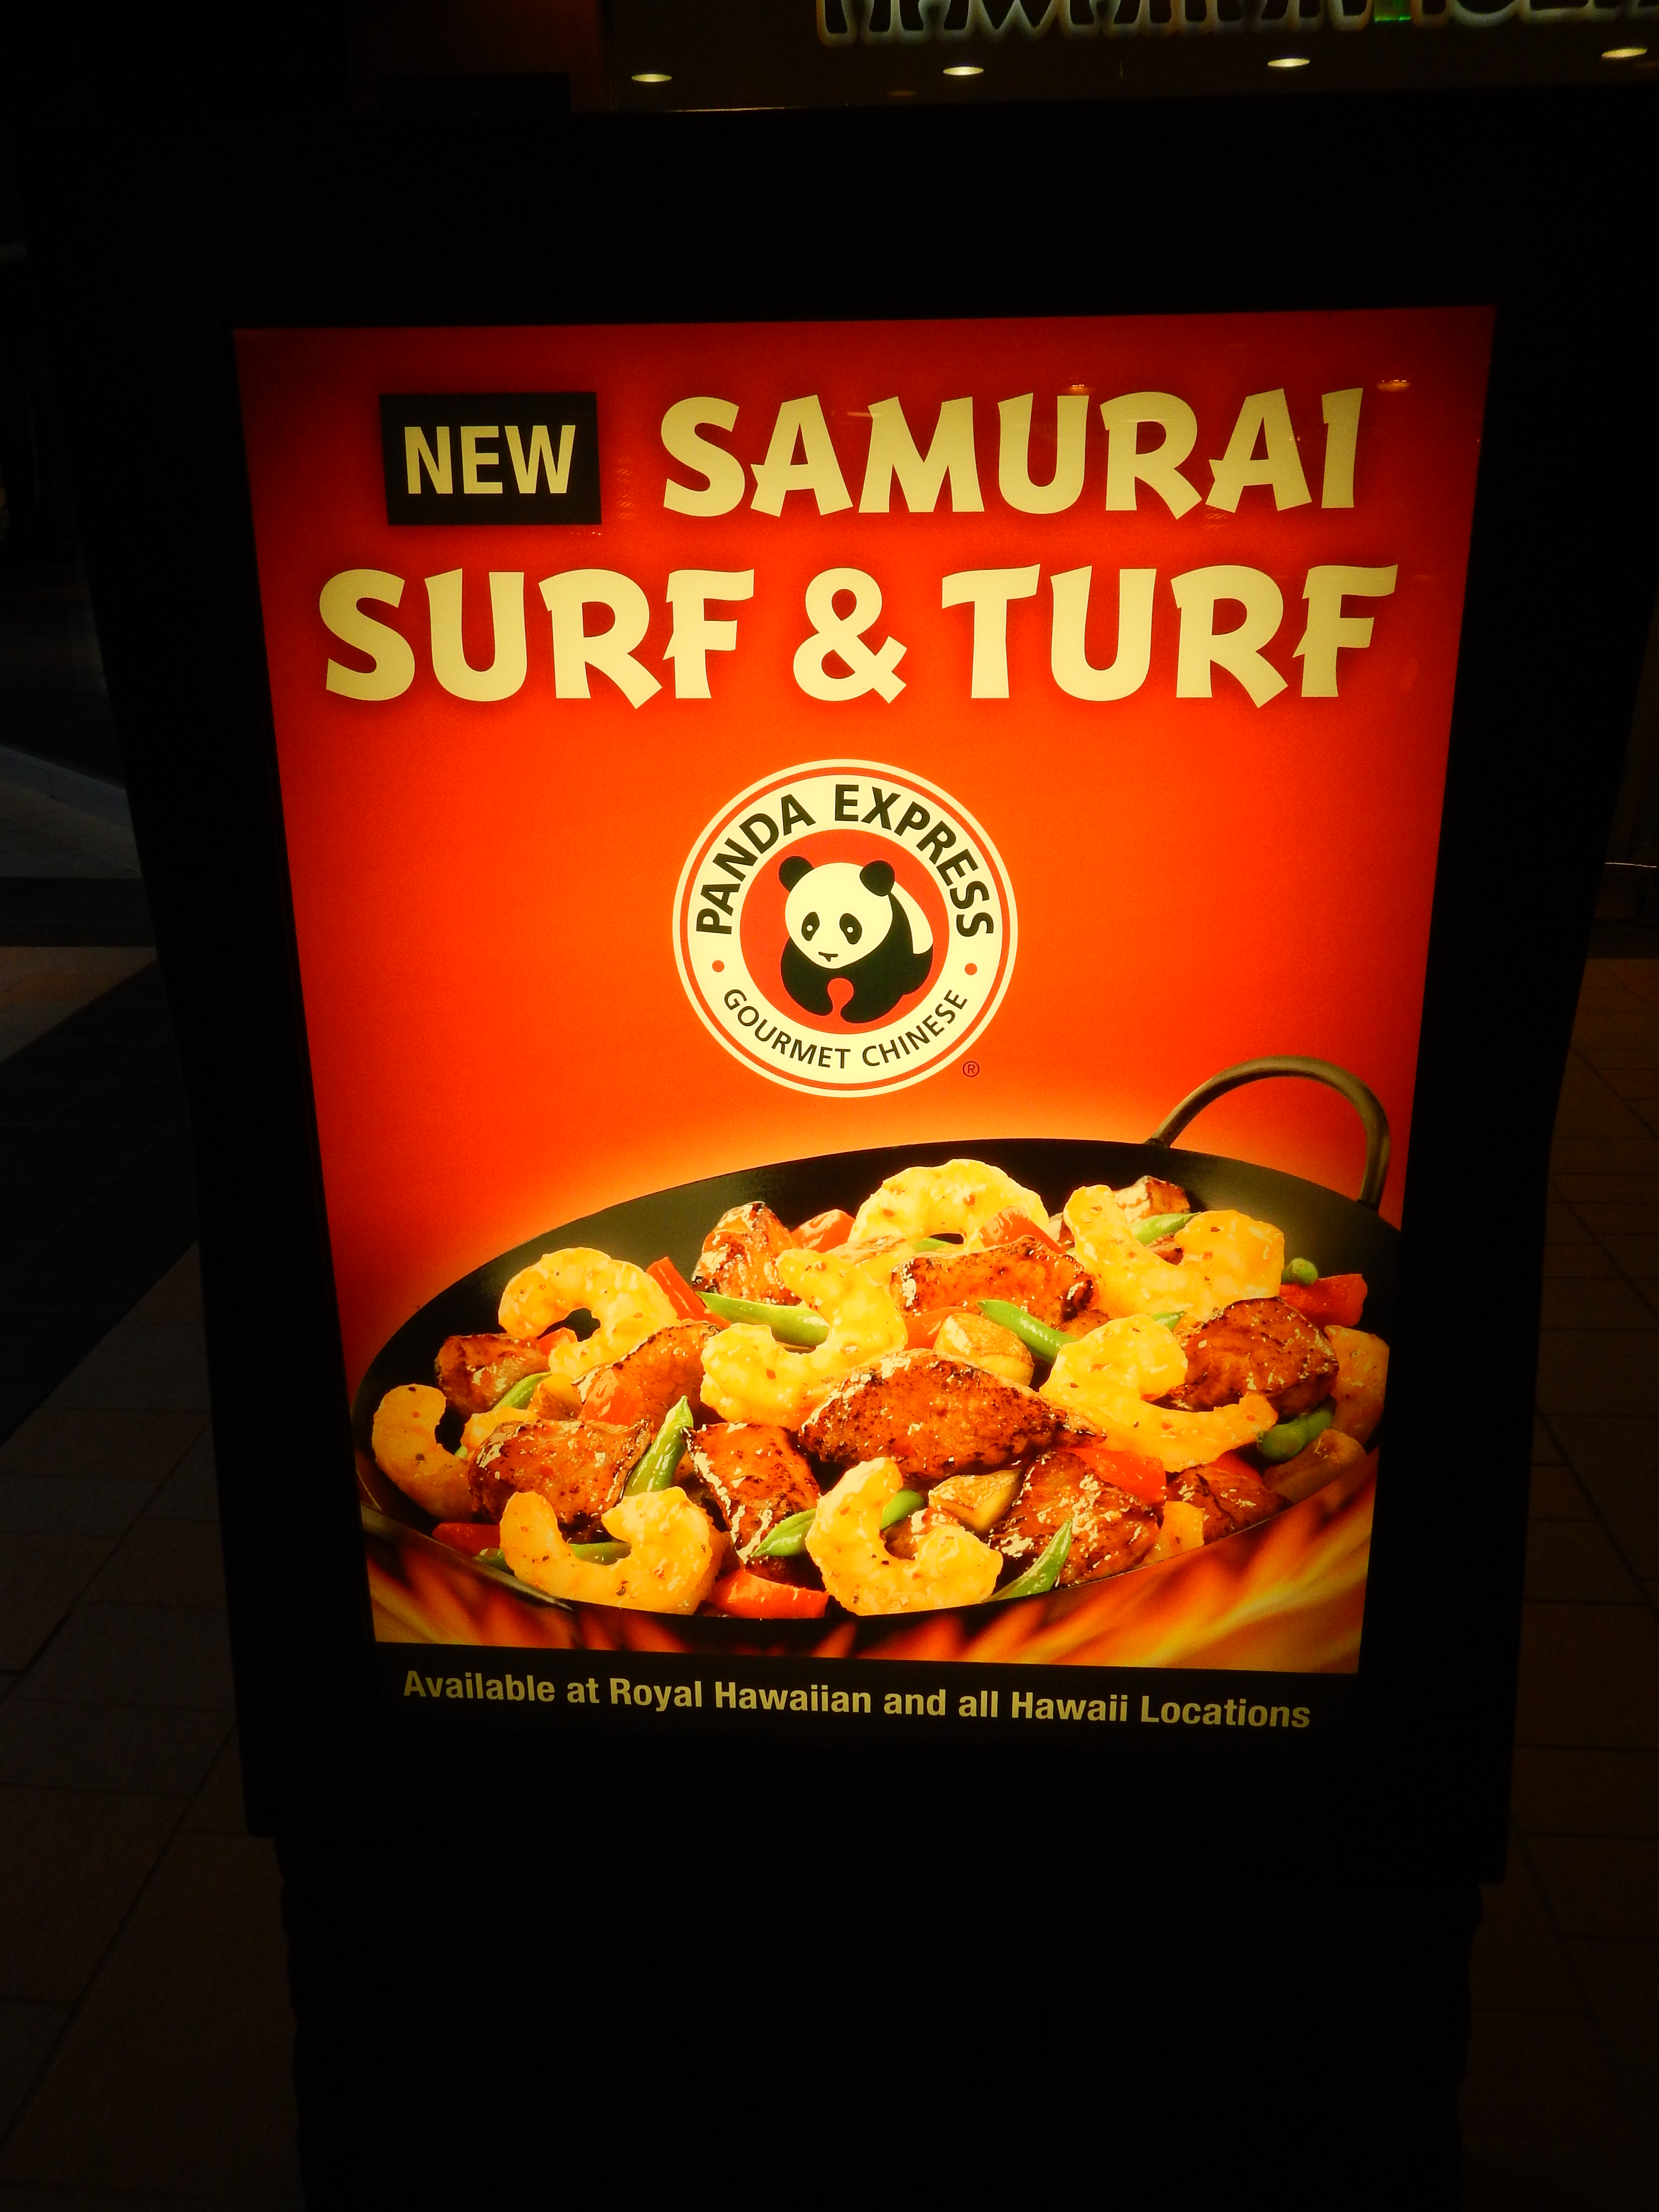 NEW SAMURAI
SURF & TURF
PANDA EXPRESS
GOURMET CHINESE
®
Available at Royal Hawaiian and all Hawaii Locations